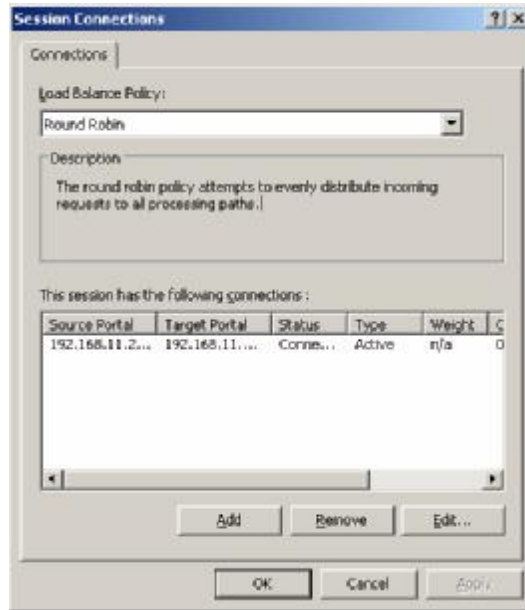 Session Connections
Connections
Load Balance Policy:
Round Robin
Description
The round robin policy attempts to evenly distribute incoming
requests to all processing paths.
This session has the following connections :
Source Portal Target Portal Status Type Weight C
192.168.11.2... 192.168.11.... Conne... Active n/a 0
Add Remove Edit...
OK Cancel Apply